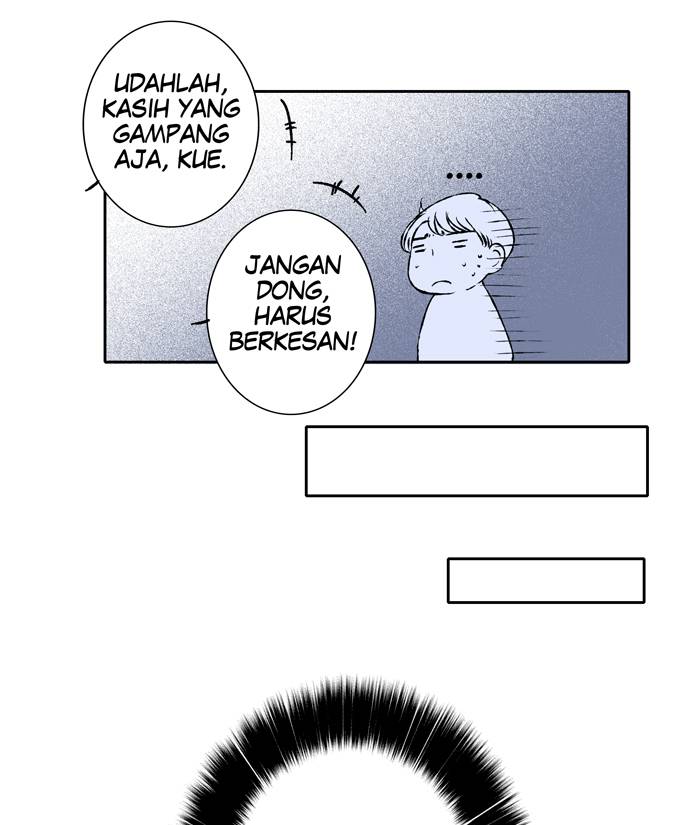 UDAHLAH,
KASIH YANG
GAMPANG
AJA, KUE.
....
JANGAN
DONG,
HARUS
BERKESAN!